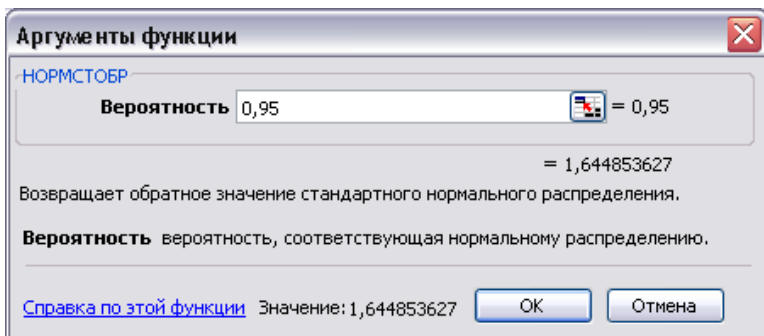 Аргументы функции
НОРМСТОБР
Вероятность 0,95 = 0,95
= 1,644853627
Возвращает обратное значение стандартного нормального распределения.
Вероятность вероятность, соответствующая нормальному распределению.
Справка по этой функции Значение:1,644853627 ОК Отмена